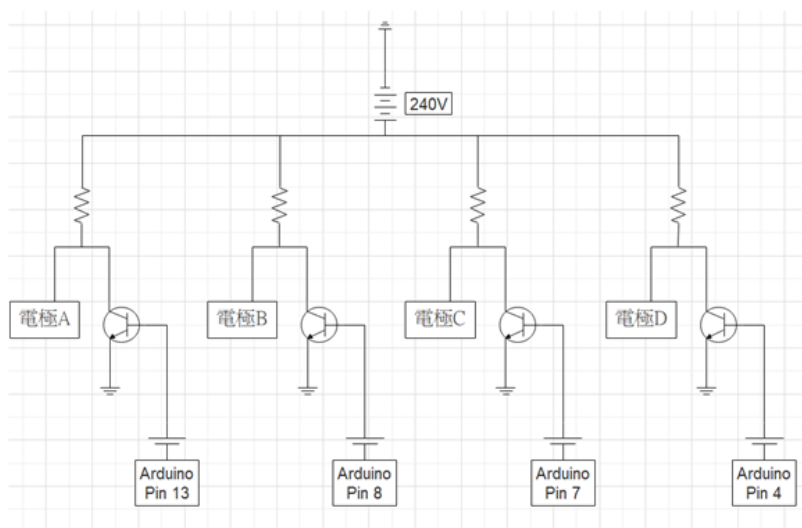 240V
電極A
電極B
電極C
電極D
Arduino
Pin 13
Arduino
Pin 8
Arduino
Pin 7
Arduino
Pin 4